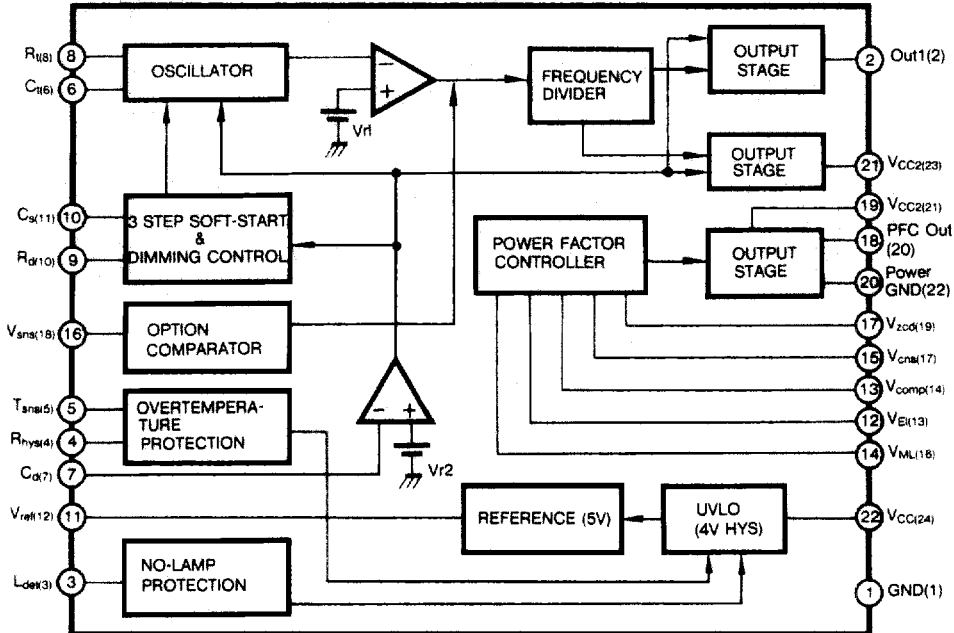 Rt(8) 8
Ct(6) 6
OSCILLATOR
−
+
Vr1
FREQUENCY
DIVIDER
OUTPUT
STAGE
2 Out1(2)
OUTPUT
STAGE
21 VCC2(23)
Cs(11) 10
Rdr(10) 9
3 STEP SOFT-START
&
DIMMING CONTROL
POWER FACTOR
CONTROLLER
OUTPUT
STAGE
19 VCC2(21)
18 PFC Out
(20)
20 Power
GND(22)
17 Vzcd(19)
15 Vcns(17)
13 Vcomp(14)
12 VEI(13)
14 VML(16)
Vsns(18) 16
OPTION
COMPARATOR
Tsns(5) 5
Rhys(4) 4
OVERTEMPERA-
TURE
PROTECTION
− +
Vr2
Cd(7) 7
Vref(12) 11
REFERENCE (5V)
UVLO
(4V HYS)
22 VCC(24)
Ldet(3) 3
NO-LAMP
PROTECTION
1 GND(1)